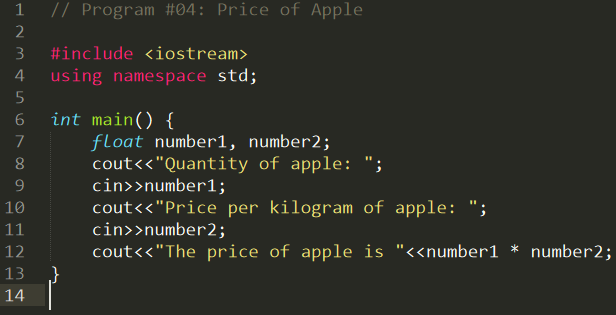 1 // Program #04: Price of Apple
2
3 #include <iostream>
4 using namespace std;
5
6 int main() {
7     float number1, number2;
8     cout<<"Quantity of apple: ";
9     cin>>number1;
10     cout<<"Price per kilogram of apple: ";
11     cin>>number2;
12     cout<<"The price of apple is "<<number1 * number2;
13 }
14